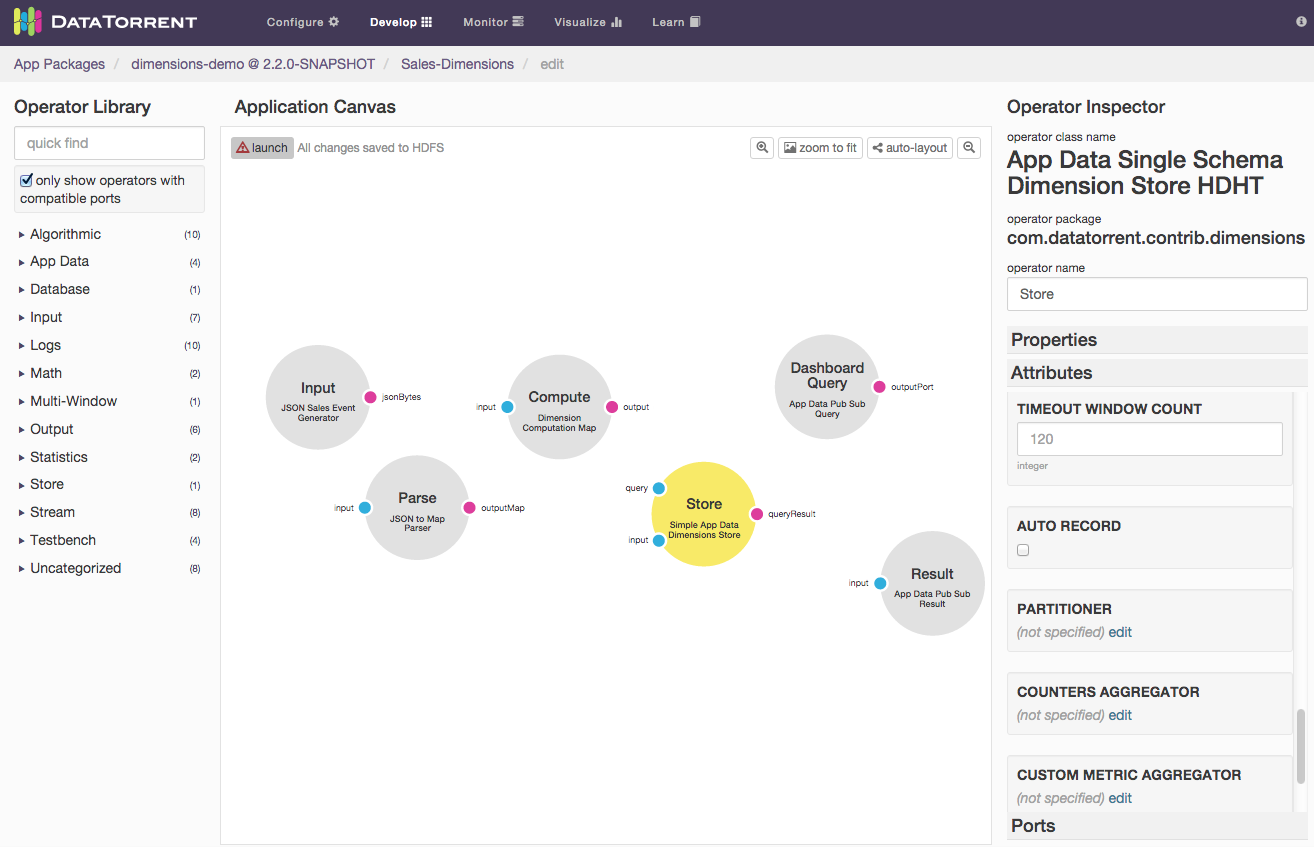 DATATORRENT
Configure
Develop
Monitor
Visualize
Learn
App Packages / dimensions-demo @ 2.2.0-SNAPSHOT / Sales-Dimensions / edit
Operator Library
quick find
only show operators with
compatible ports
Algorithmic (10)
App Data (4)
Database (1)
Input (7)
Logs (10)
Math (2)
Multi-Window (1)
Output (6)
Statistics (2)
Store (1)
Stream (8)
Testbench (4)
Uncategorized (8)
Application Canvas
launch All changes saved to HDFS
zoom to fit
auto-layout
Input
JSON Sales Event
Generator
jsonBytes
input
Compute
Dimension
Computation Map
output
Dashboard
Query
App Data Pub Sub
Query
outputPort
input
Parse
JSON to Map
Parser
outputMap
query
input
Store
Simple App Data
Dimensions Store
queryResult
input
Result
App Data Pub Sub
Result
Operator Inspector
operator class name
App Data Single Schema
Dimension Store HDHT
operator package
com.datatorrent.contrib.dimensions
operator name
Store
Properties
Attributes
TIMEOUT WINDOW COUNT
120
integer
AUTO RECORD
PARTITIONER
(not specified) edit
COUNTERS AGGREGATOR
(not specified) edit
CUSTOM METRIC AGGREGATOR
(not specified) edit
Ports